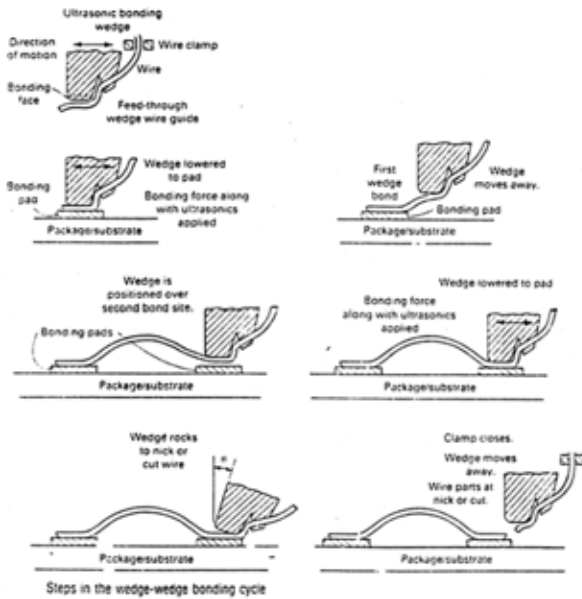 Ultrasonic bonding
wedge
Direction
of motion
Wire clamp
Wire
Bonding
face
Feed-through
wedge wire guide
Wedge lowered
to pad
Bonding
pad
Bonding force along
with ultrasonics
applied
Package/substrate
First
wedge
bond
Wedge
moves away.
Bonding pad
Package/substrate
Wedge is
positioned over
second bond site.
Bonding pads
Package/substrate
Wedge lowered to pad
Bonding force
along with ultrasonics
applied
Package/substrate
Wedge rocks
to nick or
cut wire
Package/substrate
Clamp closes.
Wedge moves
away.
Wire parts at
nick or cut.
Package/substrate
Steps in the wedge-wedge bonding cycle